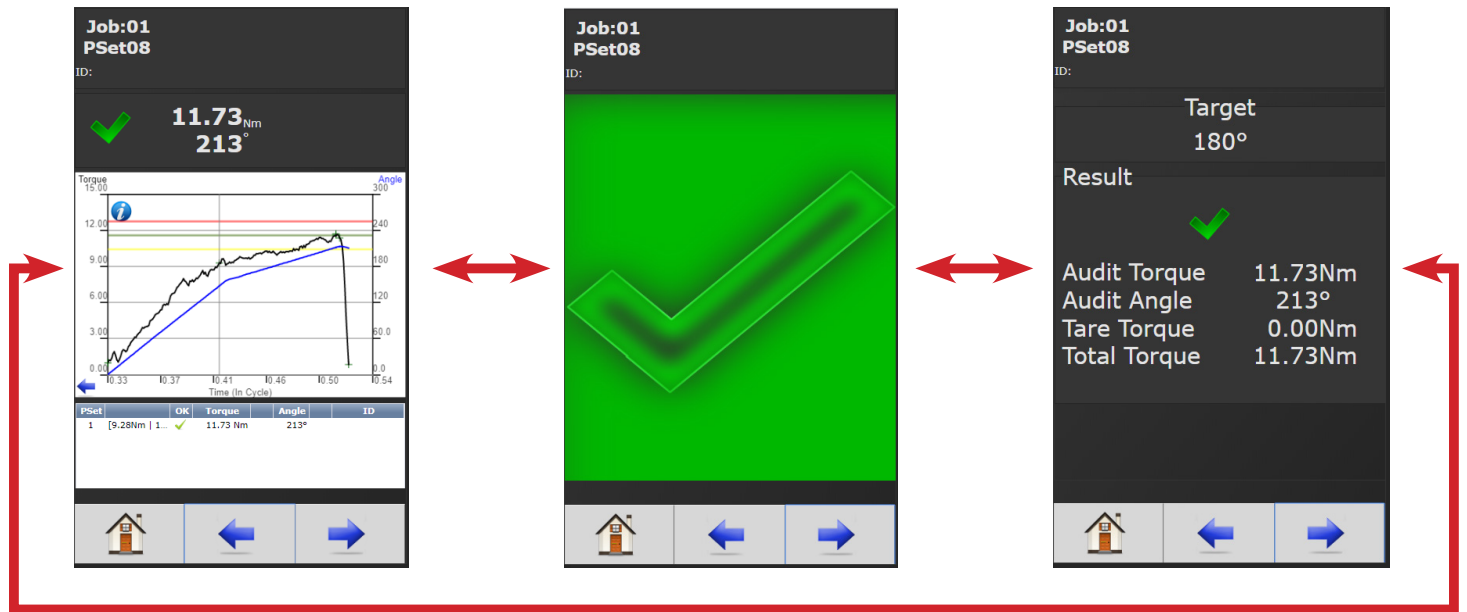 Job:01
PSet08
ID:
11.73Nm
213°
Torque
Angle
15.00
300
12.00
240
9.00
180
6.00
120
3.00
60.0
0.00
0.0
0.33 0.37 0.41 0.46 0.50 0.54
Time (In Cycle)
PSet OK Torque Angle ID
1 [9.28Nm | 1... 11.73 Nm 213°
Job:01
PSet08
ID:
Job:01
PSet08
ID:
Target
180°
Result
Audit Torque 11.73Nm
Audit Angle 213°
Tare Torque 0.00Nm
Total Torque 11.73Nm